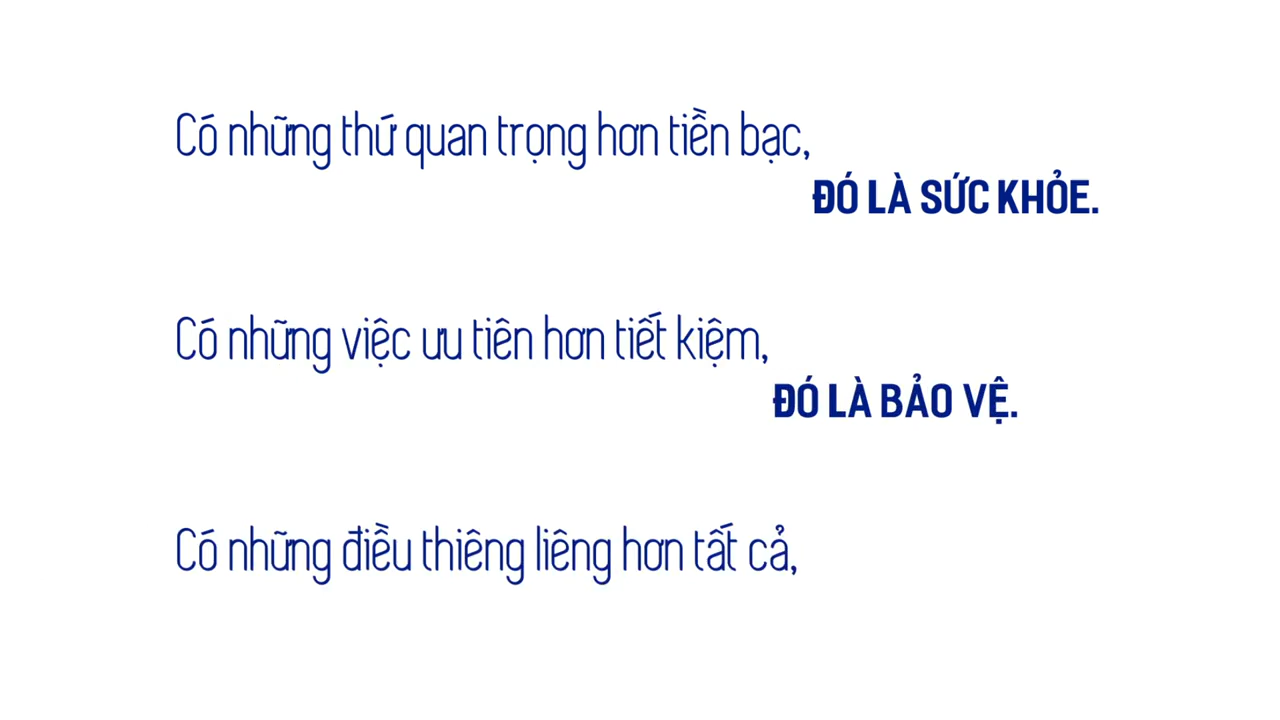 Có những thứ quan trọng hơn tiền bạc,
ĐÓ LÀ SỨC KHỎE.
Có những việc ưu tiên hơn tiết kiệm,
ĐÓ LÀ BẢO VỆ.
Có những điều thiêng liêng hơn tất cả,